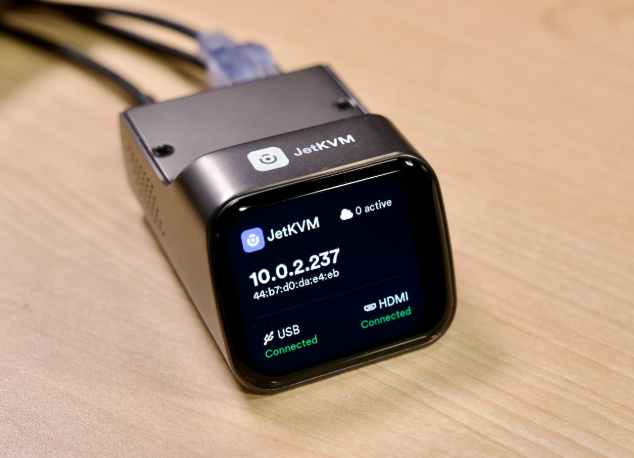 JetKVM
JetKVM
0 active
10.0.2.237
44:b7:d0:da:e4:eb
USB
Connected
HDMI
Connected